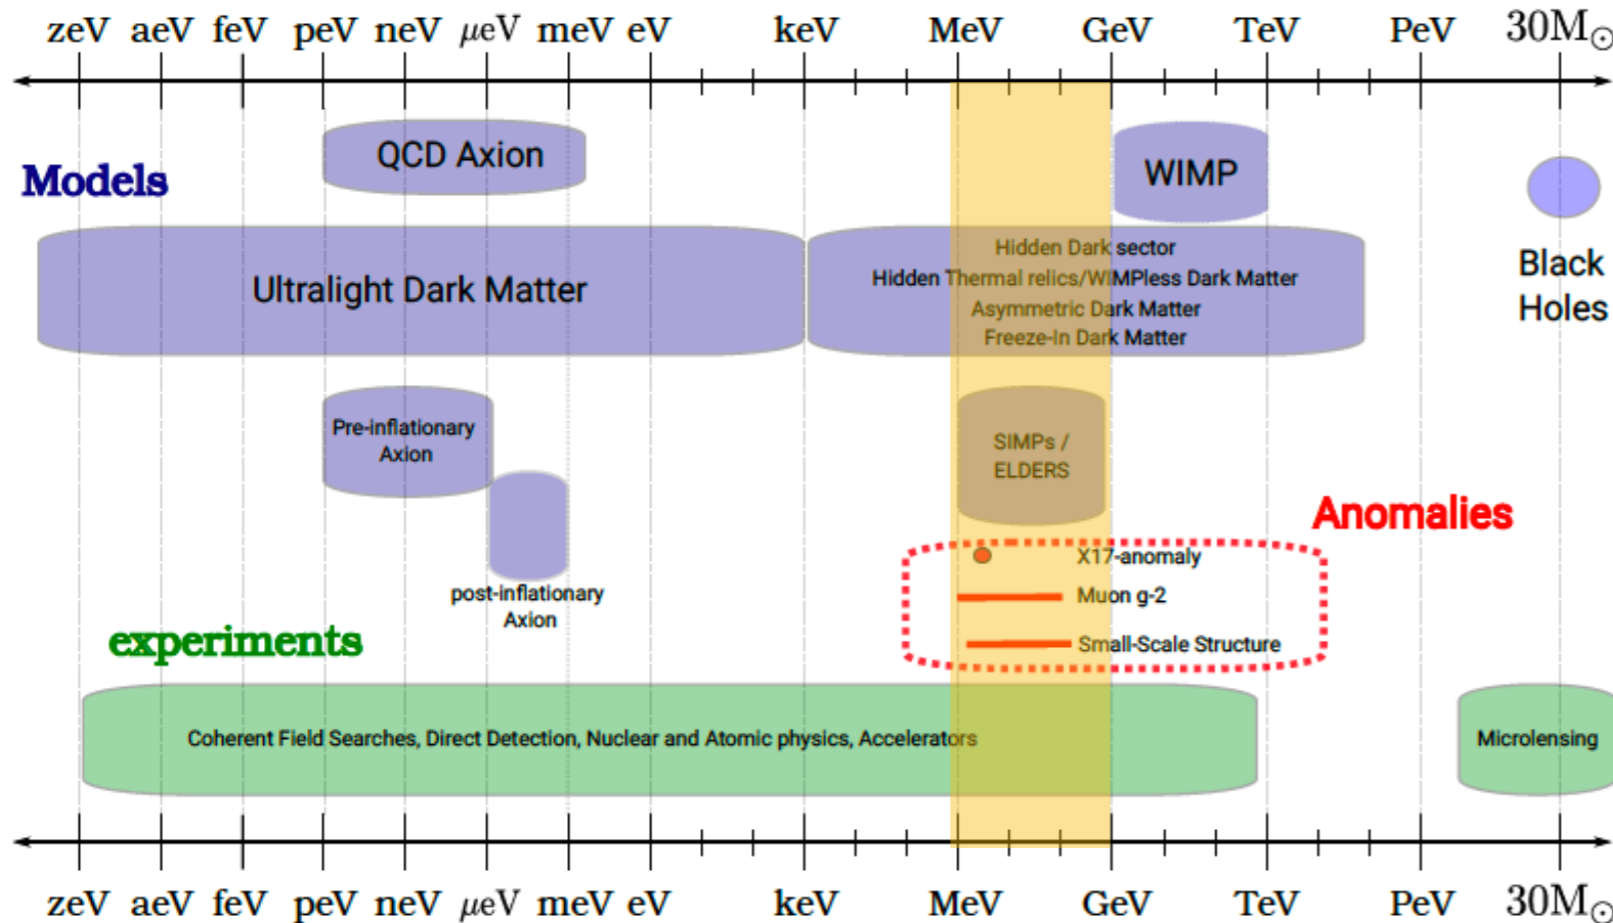 zeV aeV feV peV neV μeV meV eV keV MeV GeV TeV PeV 30M☉
QCD Axion
WIMP
Models
Hidden Dark sector
Hidden Thermal relics/WIMPless Dark Matter
Asymmetric Dark Matter
Freeze-In Dark Matter
Ultralight Dark Matter
Black
Holes
Pre-inflationary
Axion
SIMPs /
ELDERS
Anomalies
X17-anomaly
post-inflationary
Axion
Muon g-2
experiments
Small-Scale Structure
Coherent Field Searches, Direct Detection, Nuclear and Atomic physics, Accelerators
Microlensing
zeV aeV feV peV neV μeV meV eV keV MeV GeV TeV PeV 30M☉